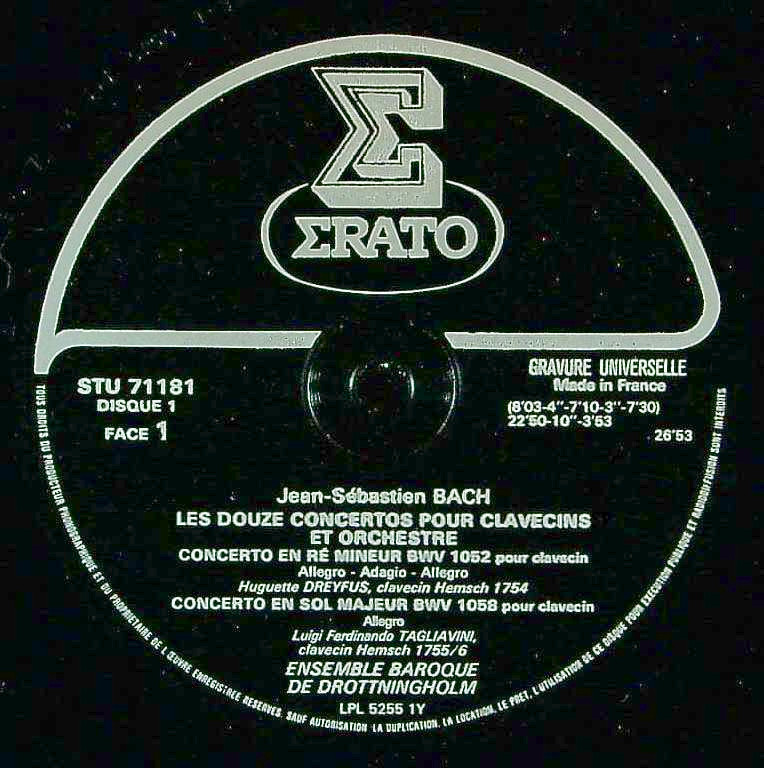 Σ
ΣRATO
STU 71181
DISQUE 1
FACE 1
GRAVURE UNIVERSELLE
Made in France
(8'03-4"-7'10-3"-7'30)
22'50-10"-3'53
26'53
Jean-Sébastien BACH
LES DOUZE CONCERTOS POUR CLAVECINS
ET ORCHESTRE
CONCERTO EN RÉ MINEUR BWV 1052 pour clavecin
Allegro - Adagio - Allegro
Huguette DREYFUS, clavecin Hemsch 1754
CONCERTO EN SOL MAJEUR BWV 1058 pour clavecin
Allegro
Luigi Ferdinando TAGLIAVINI,
clavecin Hemsch 1755/6
ENSEMBLE BAROQUE
DE DROTTNINGHOLM
LPL 5255 1Y
TOUS DROITS DU PRODUCTEUR PHONOGRAPHIQUE ET DU PROPRIETAIRE DE L'ŒUVRE ENREGISTREE RESERVES. SAUF AUTORISATION LA DUPLICATION, LA LOCATION, LE PRET, L'UTILISATION DE CE DISQUE POUR EXECUTION PUBLIQUE ET RADIODIFFUSION SONT INTERDITS